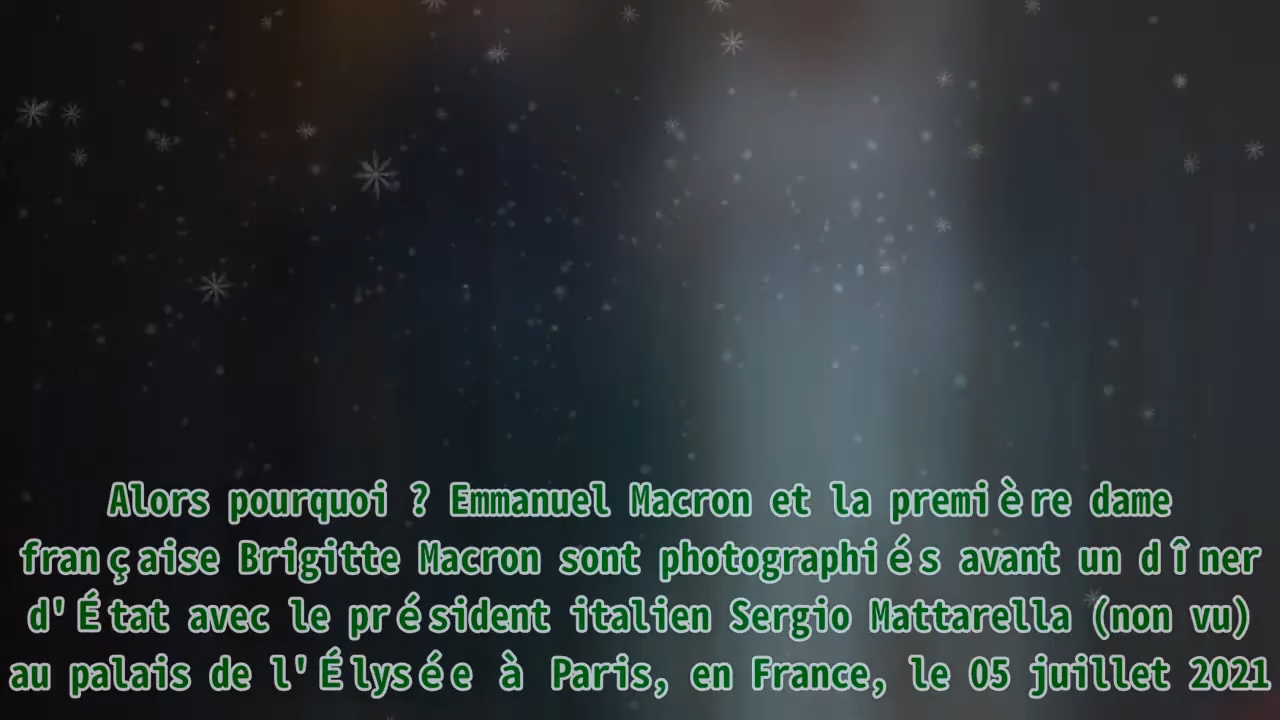 Alors pourquoi ? Emmanuel Macron et la première dame
française Brigitte Macron sont photographiés avant un dîner
d'État avec le président italien Sergio Mattarella (non vu)
au palais de l'Élysée à Paris, en France, le 05 juillet 2021